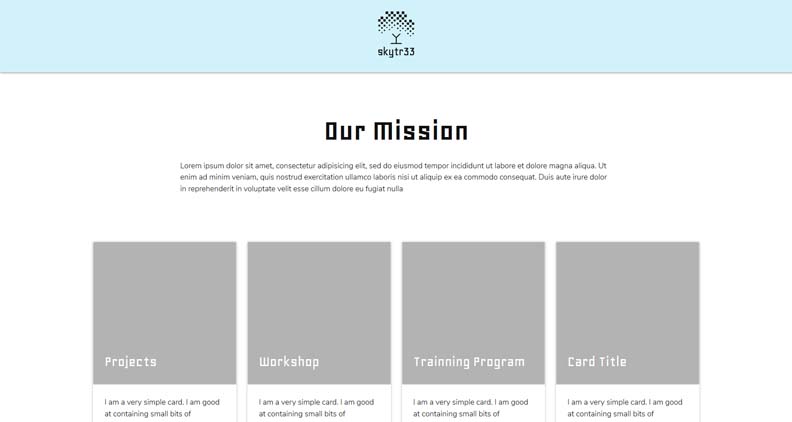 skytr33
Our Mission
Lorem ipsum dolor sit amet, consectetur adipisicing elit, sed do eiusmod tempor incididunt ut labore et dolore magna aliqua. Ut
enim ad minim veniam, quis nostrud exercitation ullamco laboris nisi ut aliquip ex ea commodo consequat. Duis aute irure dolor
in reprehenderit in voluptate velit esse cillum dolore eu fugiat nulla
Projects
I am a very simple card. I am good
at containing small bits of
Workshop
I am a very simple card. I am good
at containing small bits of
Trainning Program
I am a very simple card. I am good
at containing small bits of
Card Title
I am a very simple card. I am good
at containing small bits of